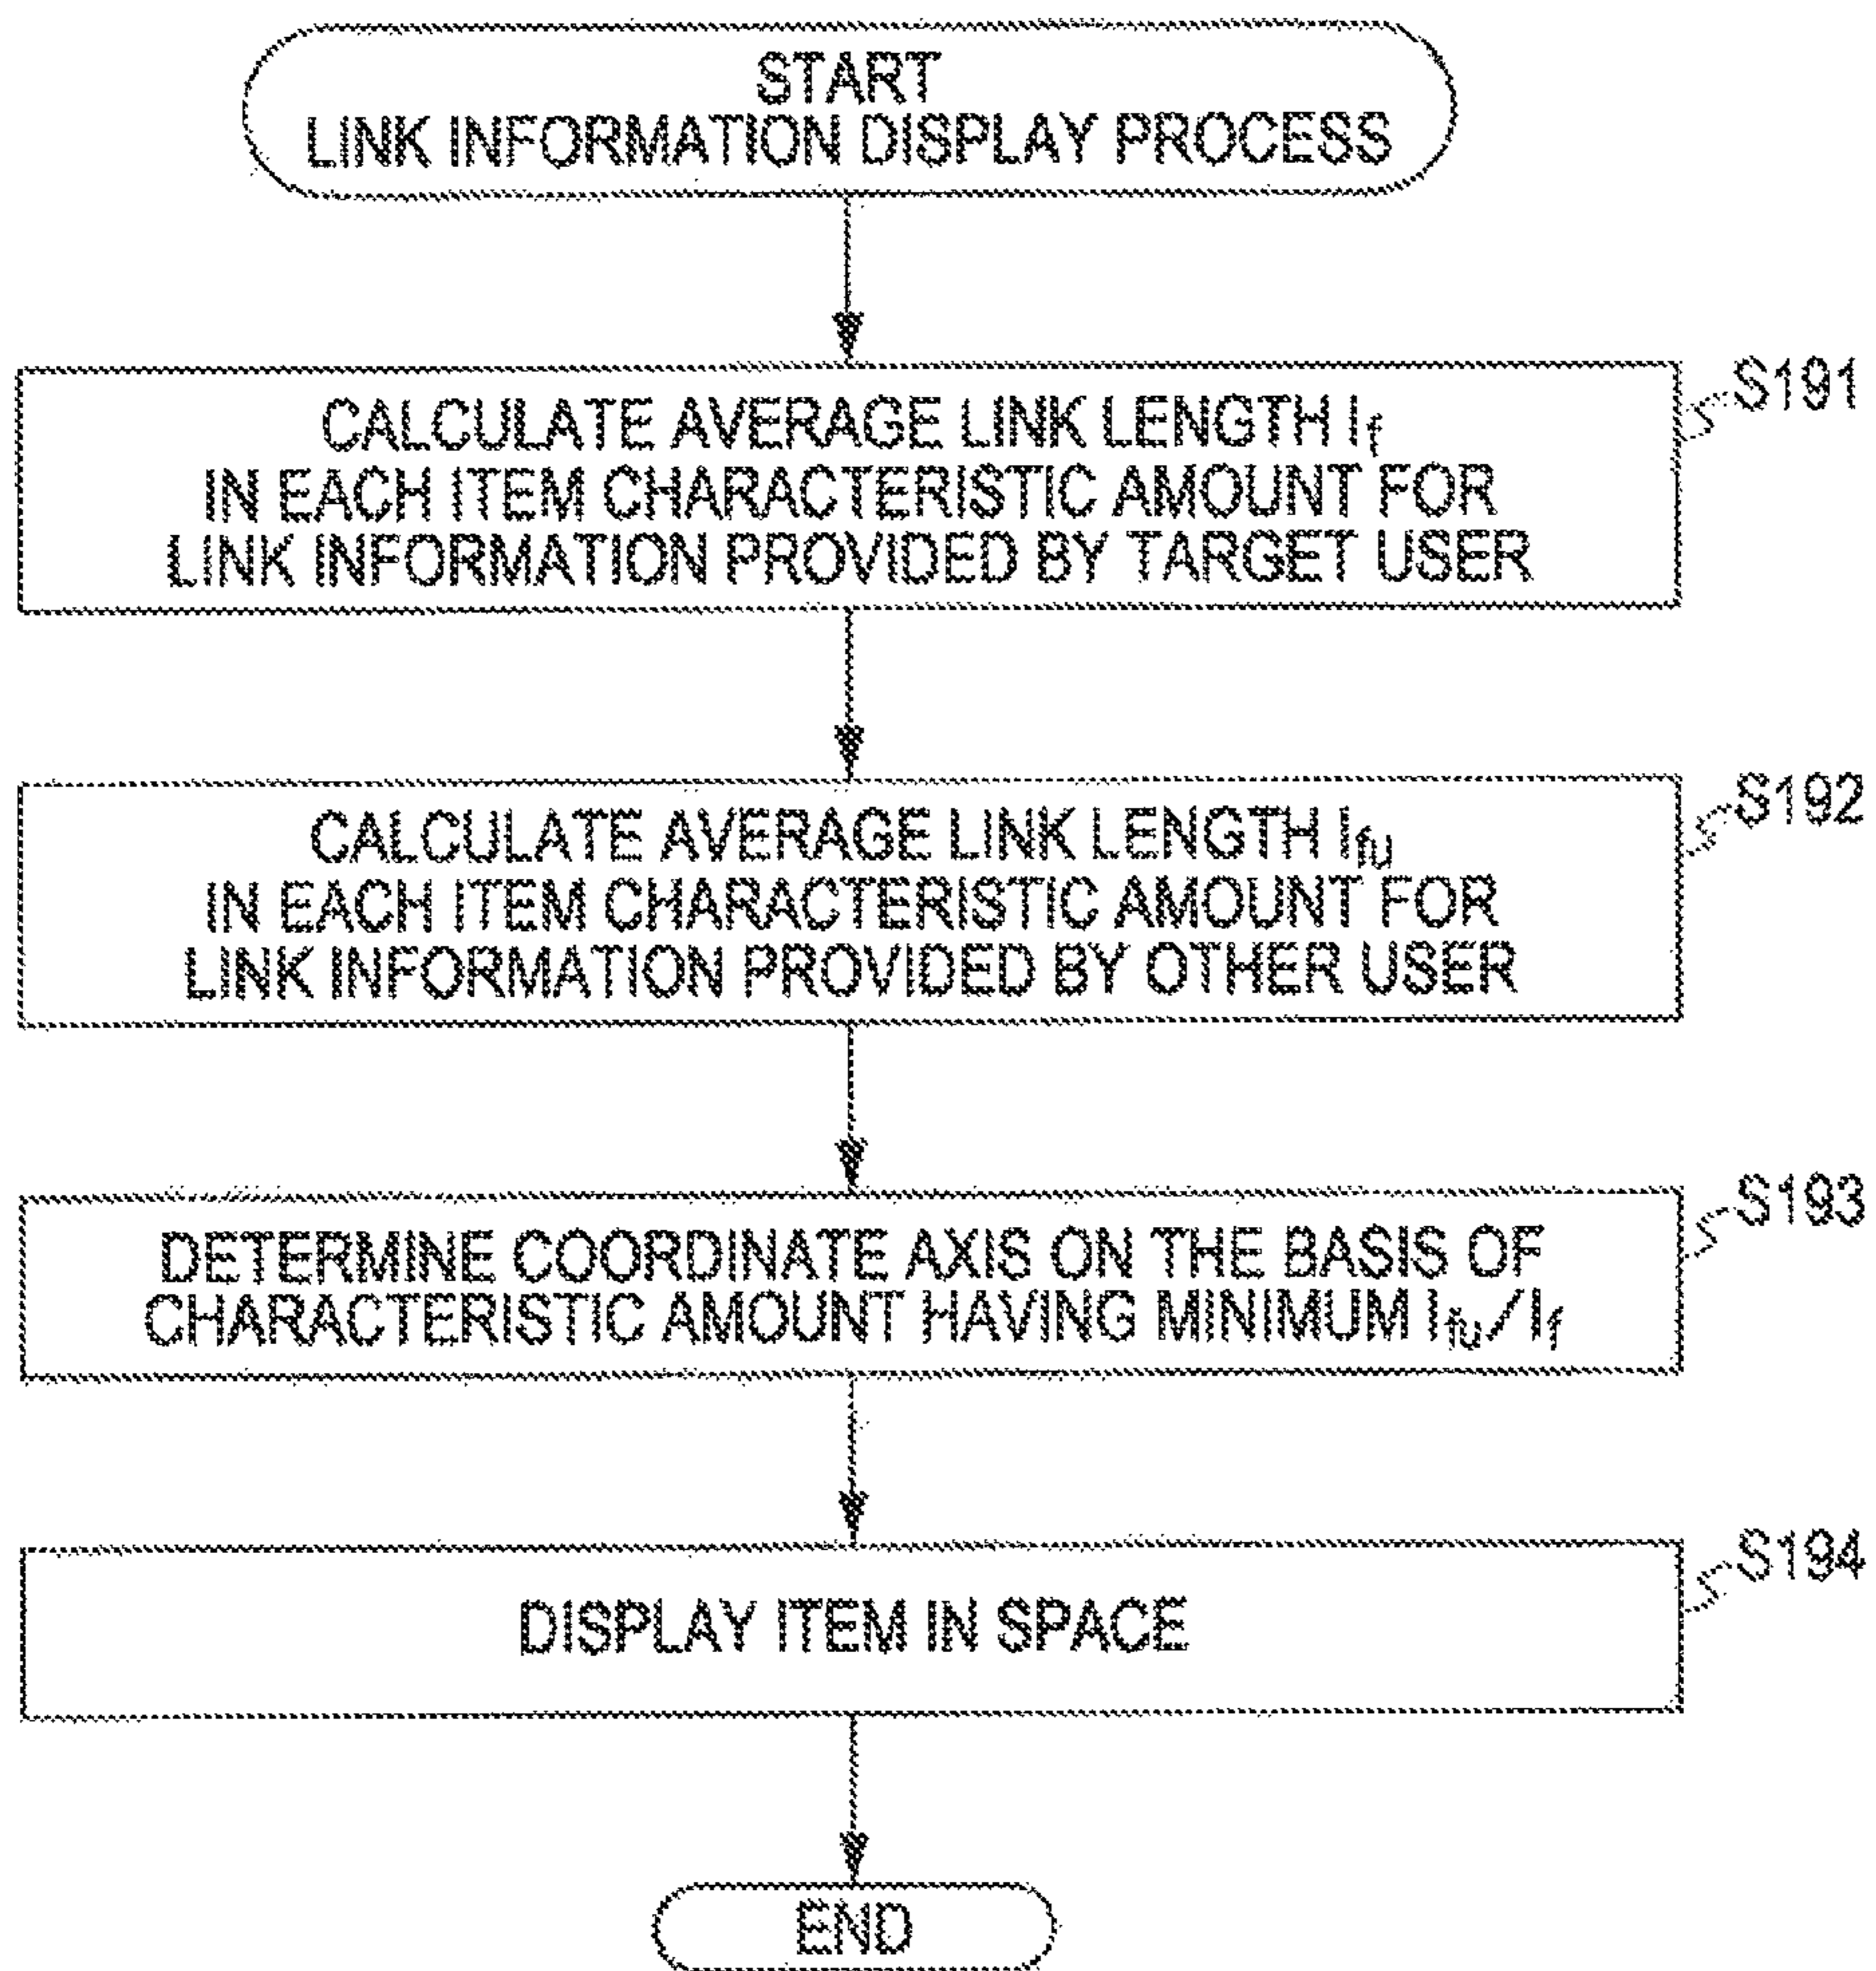 START
LINK INFORMATION DISPLAY PROCESS
S191
CALCULATE AVERAGE LINK LENGTH lf
IN EACH ITEM CHARACTERISTIC AMOUNT FOR
LINK INFORMATION PROVIDED BY TARGET USER
S192
CALCULATE AVERAGE LINK LENGTH lfu
IN EACH ITEM CHARACTERISTIC AMOUNT FOR
LINK INFORMATION PROVIDED BY OTHER USER
S193
DETERMINE COORDINATE AXIS ON THE BASIS OF
CHARACTERISTIC AMOUNT HAVING MINIMUM lfu/lf
S194
DISPLAY ITEM IN SPACE
END